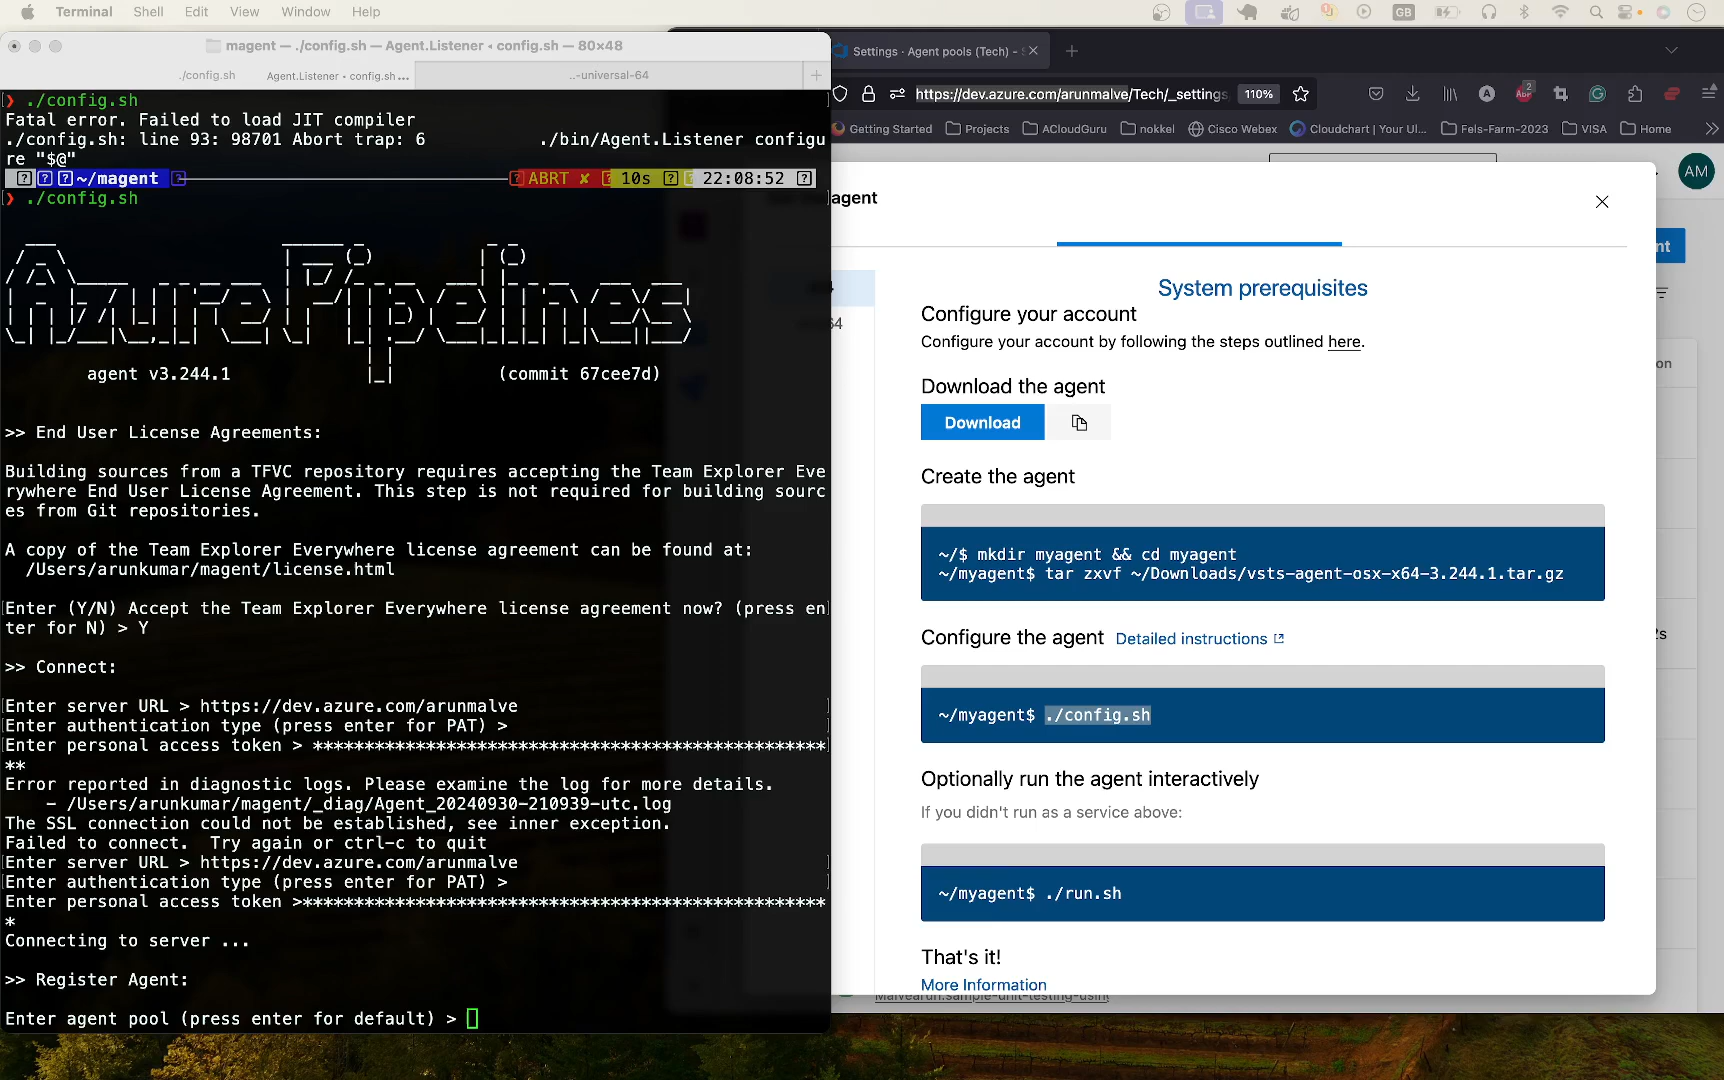 Terminal Shell Edit View Window Help
GB
magent — ./config.sh — Agent.Listener ◂ config.sh — 80×48
./config.sh
Agent.Listener • config.sh ...
..-universal-64
+
❯ ./config.sh
Fatal error. Failed to load JIT compiler
./config.sh: line 93: 98701 Abort trap: 6           ./bin/Agent.Listener configu
re "$@"
~/magent
ABRT ✘ 10s 22:08:52
❯ ./config.sh
Azure Pipelines
agent v3.244.1
(commit 67cee7d)
>> End User License Agreements:
Building sources from a TFVC repository requires accepting the Team Explorer Eve
rywhere End User License Agreement. This step is not required for building sourc
es from Git repositories.
A copy of the Team Explorer Everywhere license agreement can be found at:
/Users/arunkumar/magent/license.html
Enter (Y/N) Accept the Team Explorer Everywhere license agreement now? (press en
ter for N) > Y
>> Connect:
Enter server URL > https://dev.azure.com/arunmalve
Enter authentication type (press enter for PAT) >
Enter personal access token > **************************************************
**
Error reported in diagnostic logs. Please examine the log for more details.
- /Users/arunkumar/magent/_diag/Agent_20240930-210939-utc.log
The SSL connection could not be established, see inner exception.
Failed to connect.  Try again or ctrl-c to quit
Enter server URL > https://dev.azure.com/arunmalve
Enter authentication type (press enter for PAT) >
Enter personal access token >***************************************************
*
Connecting to server ...
>> Register Agent:
Enter agent pool (press enter for default) >
Settings · Agent pools (Tech) -
https://dev.azure.com/arunmalve/Tech/_settings
110%
2
Getting Started
Projects
ACloudGuru
nokkel
Cisco Webex
Cloudchart | Your Ul...
Fels-Farm-2023
VISA
Home
AM
agent
nt
64
on
System prerequisites
Configure your account
Configure your account by following the steps outlined here.
Download the agent
Download
Create the agent
~/$ mkdir myagent && cd myagent
~/myagent$ tar zxvf ~/Downloads/vsts-agent-osx-x64-3.244.1.tar.gz
Configure the agent Detailed instructions
~/myagent$ ./config.sh
Optionally run the agent interactively
If you didn't run as a service above:
~/myagent$ ./run.sh
That's it!
More Information
Malvearun.sample-unit-testing-using